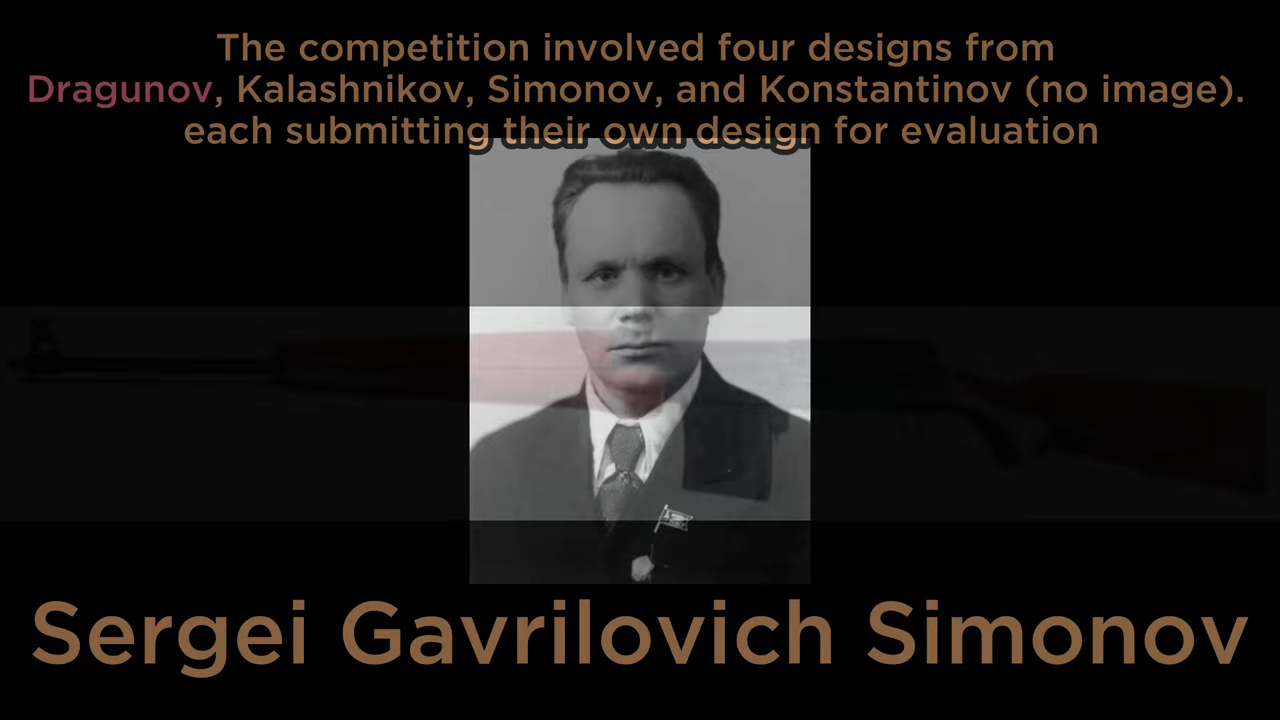 The competition involved four designs from
Dragunov, Kalashnikov, Simonov, and Konstantinov (no image).
each submitting their own design for evaluation
Sergei Gavrilovich Simonov